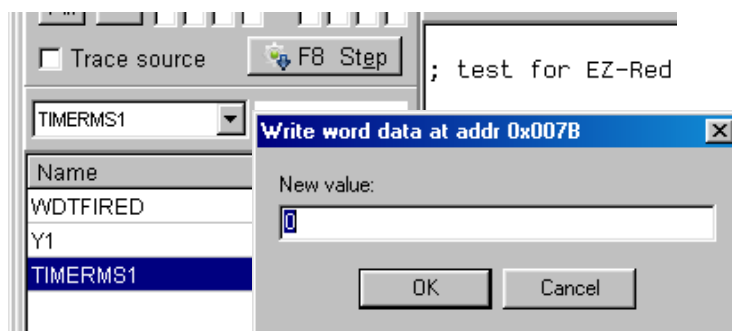 Trace source
F8 Step
; test for EZ-Red
TIMERMS1
Write word data at addr 0x007B
Name
New value:
WDTFIRED
0
Y1
TIMERMS1
OK
Cancel